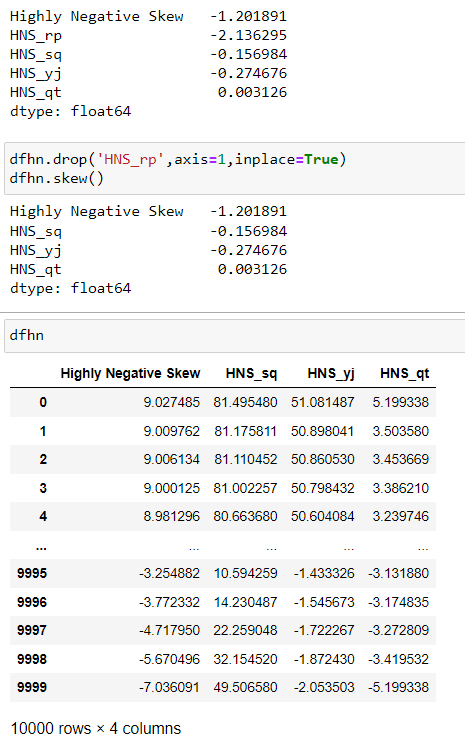 Highly Negative Skew -1.201891
HNS_rp -2.136295
HNS_sq -0.156984
HNS_yj -0.274676
HNS_qt 0.003126
dtype: float64
dfhn.drop('HNS_rp',axis=1,inplace=True)
dfhn.skew()
Highly Negative Skew -1.201891
HNS_sq -0.156984
HNS_yj -0.274676
HNS_qt 0.003126
dtype: float64
dfhn
Highly Negative Skew HNS_sq HNS_yj HNS_qt
0 9.027485 81.495480 51.081487 5.199338
1 9.009762 81.175811 50.898041 3.503580
2 9.006134 81.110452 50.860530 3.453669
3 9.000125 81.002257 50.798432 3.386210
4 8.981296 80.663680 50.604084 3.239746
... ... ... ... ...
9995 -3.254882 10.594259 -1.433326 -3.131880
9996 -3.772332 14.230487 -1.545673 -3.174835
9997 -4.717950 22.259048 -1.722267 -3.272809
9998 -5.670496 32.154520 -1.872430 -3.419532
9999 -7.036091 49.506580 -2.053503 -5.199338
10000 rows × 4 columns